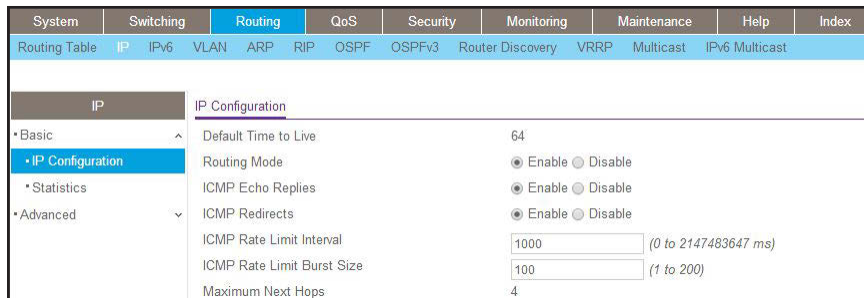 System Switching Routing QoS Security Monitoring Maintenance Help Index
Routing Table IP IPv6 VLAN ARP RIP OSPF OSPFv3 Router Discovery VRRP Multicast IPv6 Multicast
IP
Basic
IP Configuration
Statistics
Advanced
IP Configuration
Default Time to Live 64
Routing Mode Enable Disable
ICMP Echo Replies Enable Disable
ICMP Redirects Enable Disable
ICMP Rate Limit Interval 1000 (0 to 2147483647 ms)
ICMP Rate Limit Burst Size 100 (1 to 200)
Maximum Next Hops 4